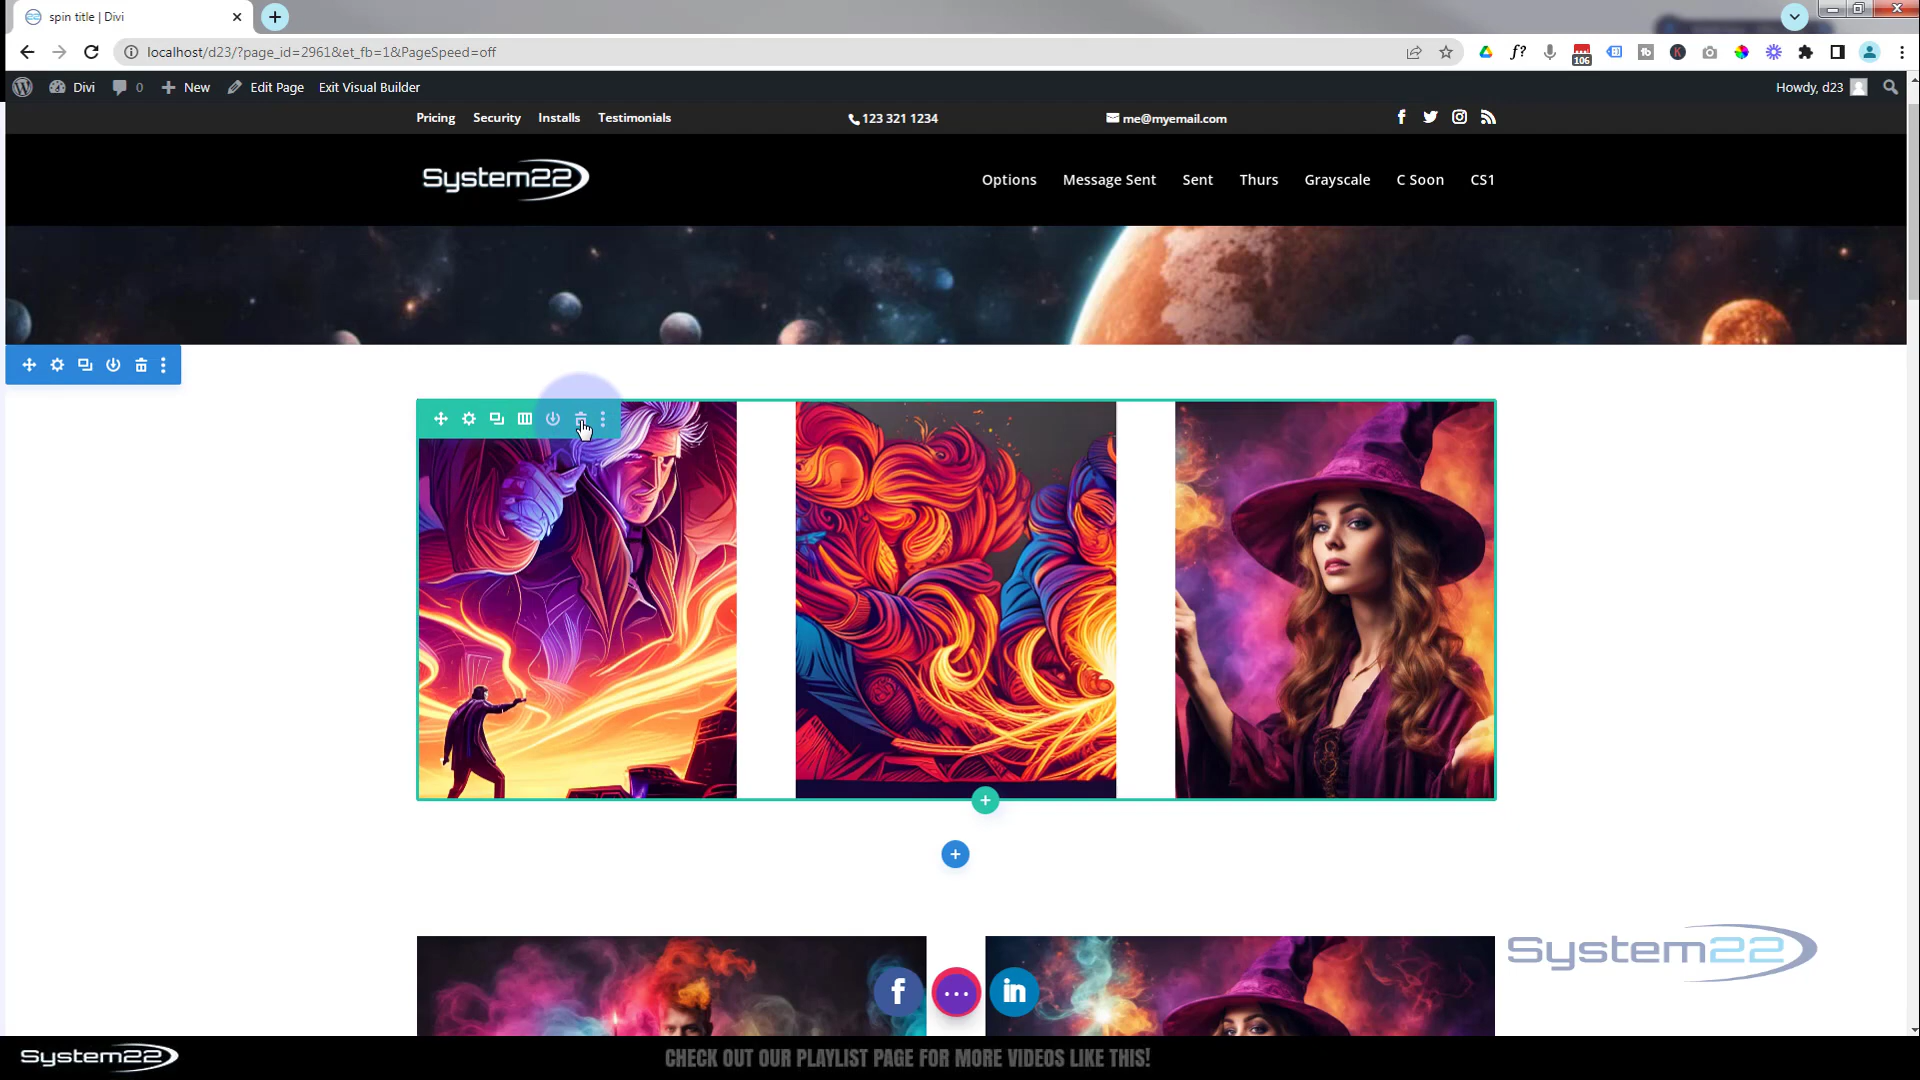 spin title | Divi
localhost/d23/?page_id=2961&et_fb=1&PageSpeed=off
f?
106
Divi
0
New
Edit Page
Exit Visual Builder
Howdy, d23
Pricing
Security
Installs
Testimonials
123 321 1234
me@myemail.com
System22
Options
Message Sent
Sent
Thurs
Grayscale
C Soon
CS1
System22
System22
CHECK OUT OUR PLAYLIST PAGE FOR MORE VIDEOS LIKE THIS!